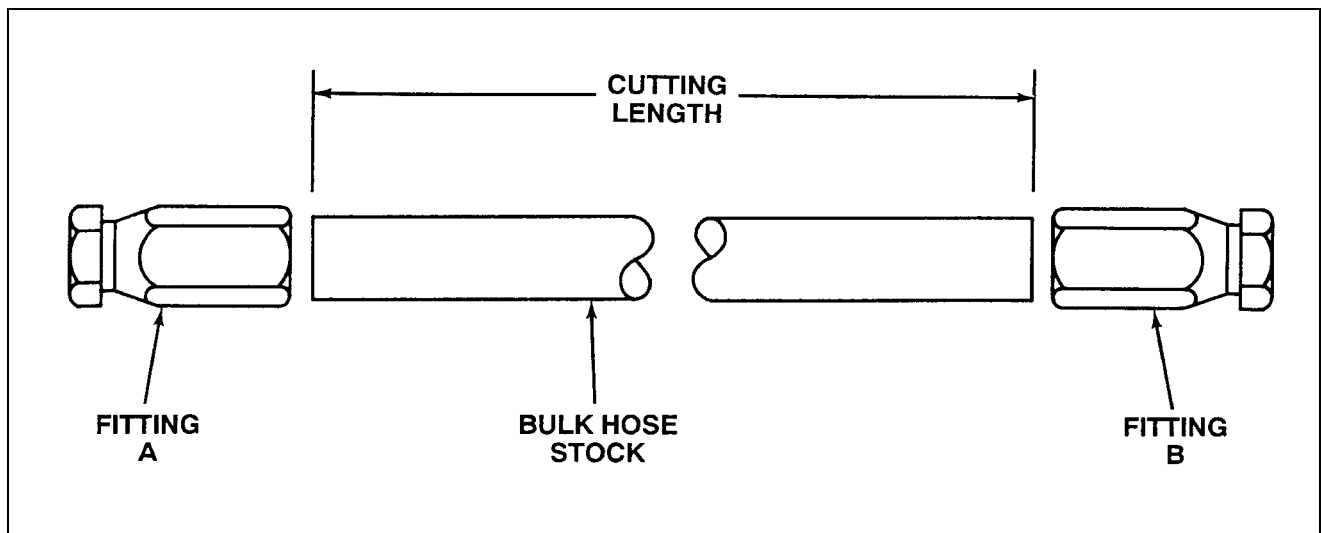 CUTTING
LENGTH
FITTING
A
BULK HOSE
STOCK
FITTING
B